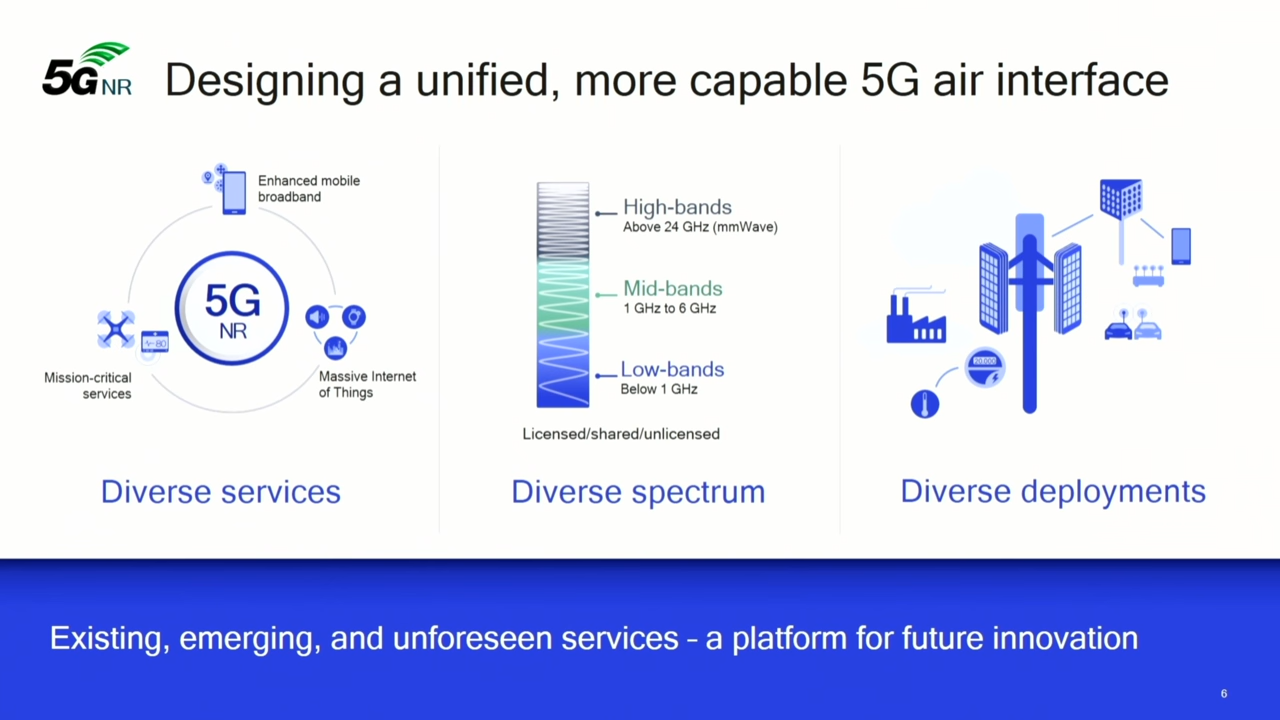 5G NR
Designing a unified, more capable 5G air interface
Enhanced mobile
broadband
5G
NR
Mission-critical
services
80
Massive Internet
of Things
Diverse services
High-bands
Above 24 GHz (mmWave)
Mid-bands
1 GHz to 6 GHz
Low-bands
Below 1 GHz
Licensed/shared/unlicensed
Diverse spectrum
20.000
Diverse deployments
Existing, emerging, and unforeseen services – a platform for future innovation
6